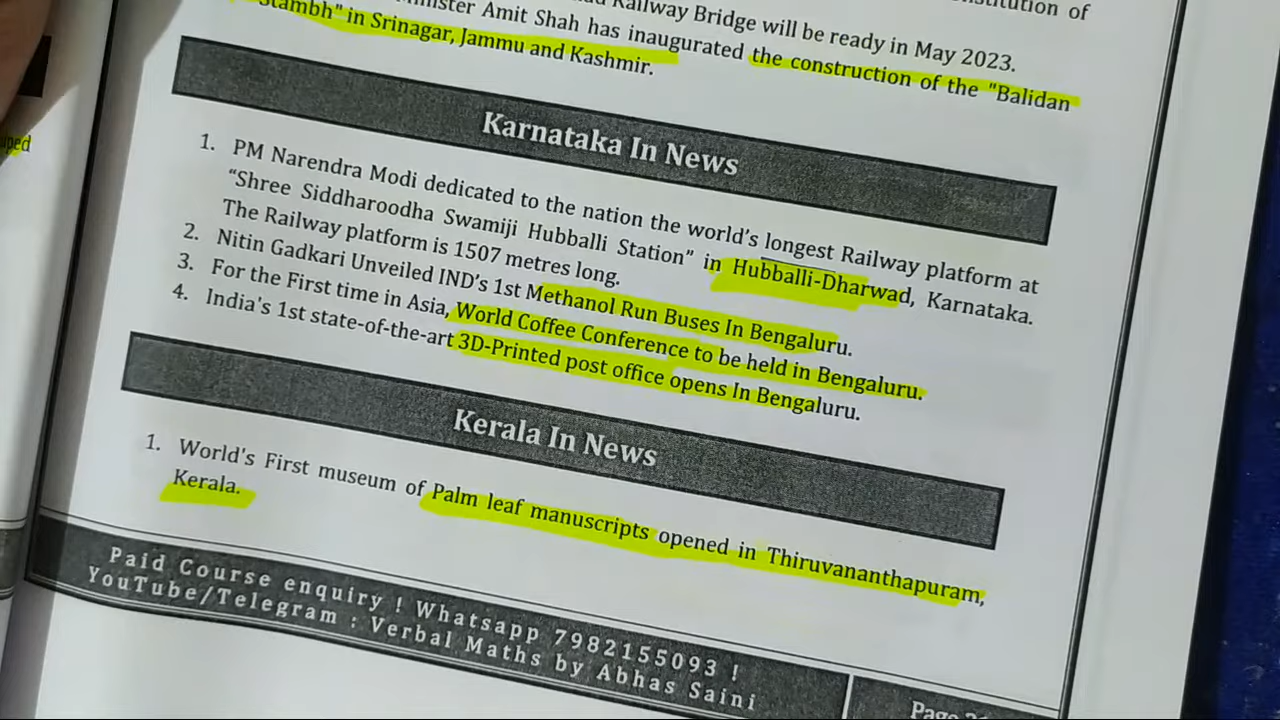 Railway Bridge will be ready in May 2023.
Amit Shah has inaugurated the construction of the "Balidan
Stambh" in Srinagar, Jammu and Kashmir.
Karnataka In News
1. PM Narendra Modi dedicated to the nation the world's longest Railway platform at
“Shree Siddharoodha Swamiji Hubballi Station” in Hubballi-Dharwad, Karnataka.
The Railway platform is 1507 metres long.
2. Nitin Gadkari Unveiled IND's 1st Methanol Run Buses In Bengaluru.
3. For the First time in Asia, World Coffee Conference to be held in Bengaluru.
4. India's 1st state-of-the-art 3D-Printed post office opens In Bengaluru.
Kerala In News
1. World's First museum of Palm leaf manuscripts opened in Thiruvananthapuram,
Kerala.
Paid Course enquiry ! Whatsapp 7982155093 !
YouTube/Telegram : Verbal Maths by Abhas Saini
Page